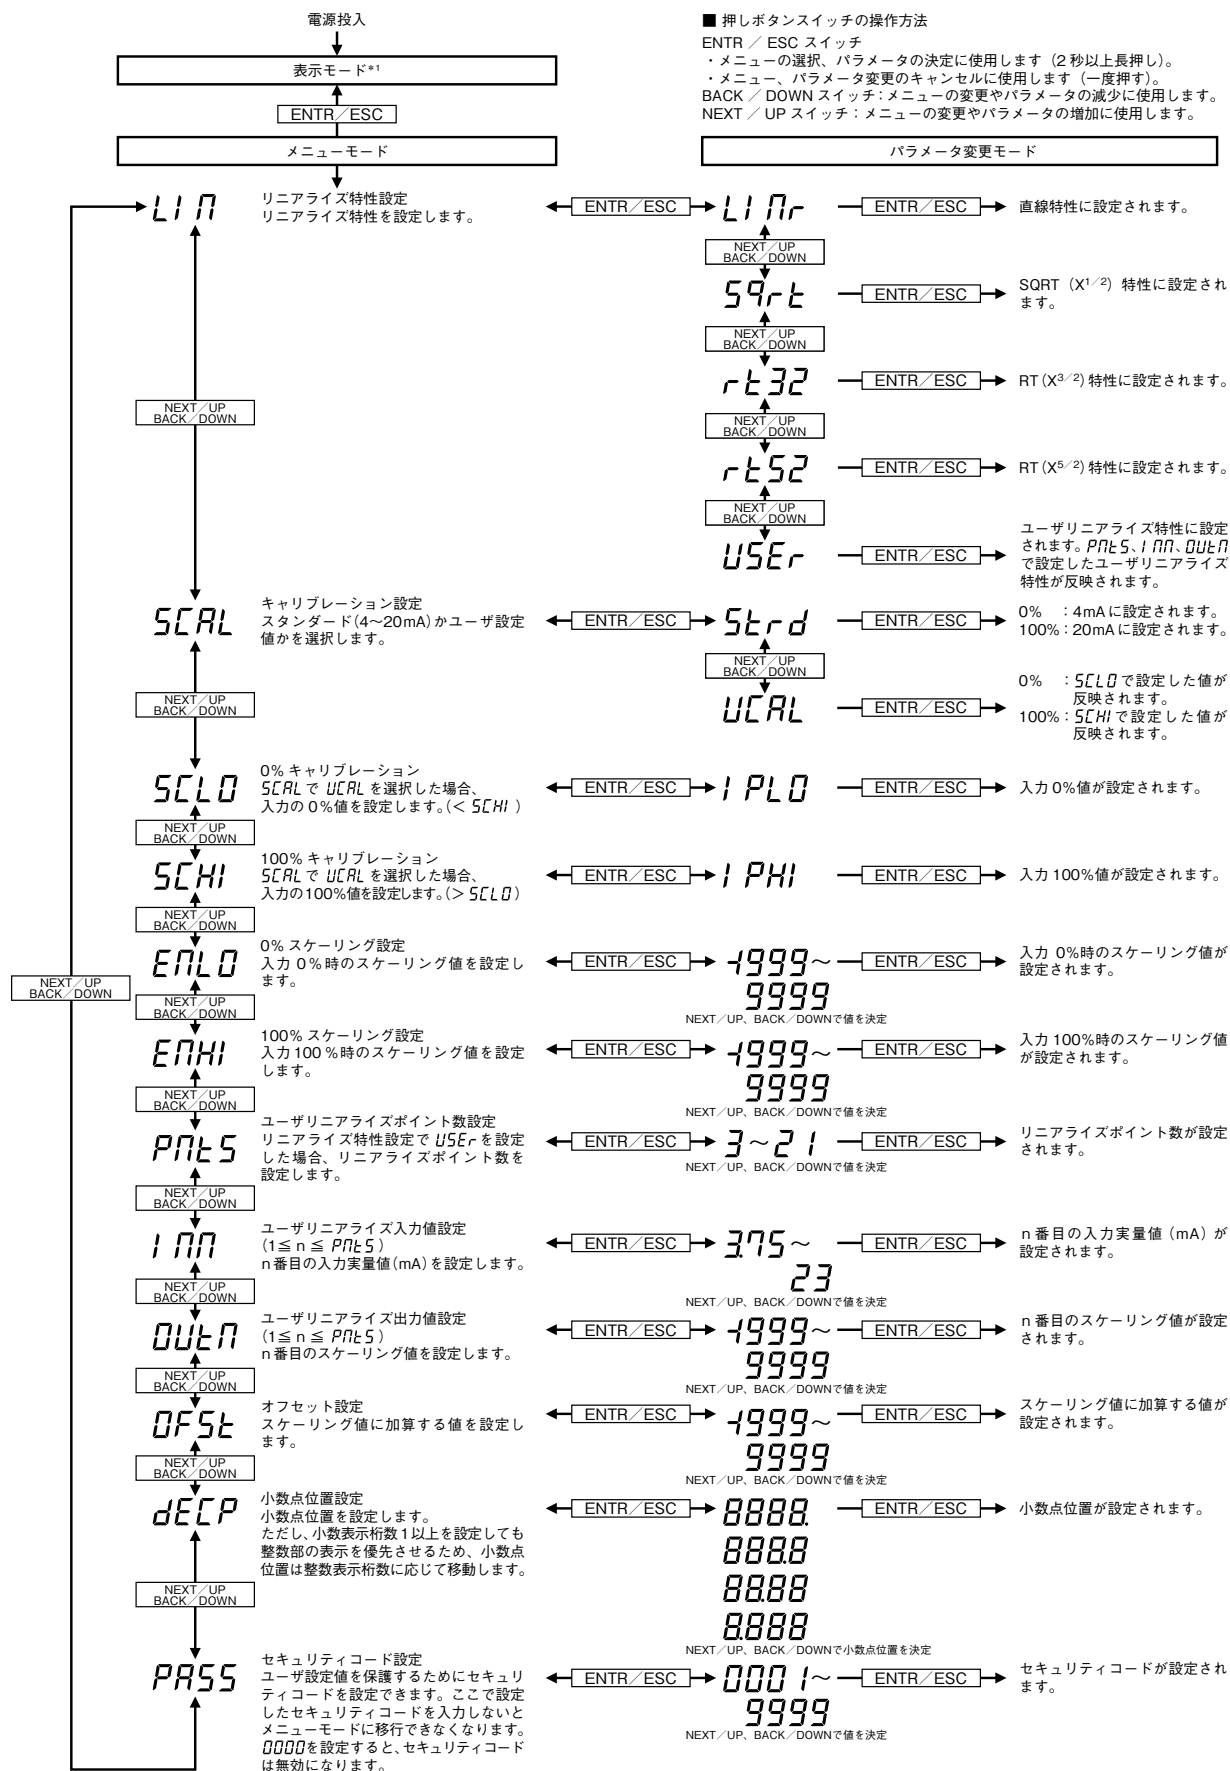 電源投入
表示モード*1
ENTR／ESC
メニューモード
■ 押しボタンスイッチの操作方法
ENTR ／ ESC スイッチ
・メニューの選択、パラメータの決定に使用します（2 秒以上長押し）。
・メニュー、パラメータ変更のキャンセルに使用します（一度押す）。
BACK ／ DOWN スイッチ：メニューの変更やパラメータの減少に使用します。
NEXT ／ UP スイッチ：メニューの変更やパラメータの増加に使用します。
パラメータ変更モード
LIN
リニアライズ特性設定
リニアライズ特性を設定します。
ENTR／ESC
LINr
ENTR／ESC
直線特性に設定されます。
NEXT／UP
BACK／DOWN
Sqrt
ENTR／ESC
SQRT（X1／2）特性に設定され
ます。
NEXT／UP
BACK／DOWN
rt32
ENTR／ESC
RT（X3／2）特性に設定されます。
NEXT／UP
BACK／DOWN
NEXT／UP
BACK／DOWN
rt52
ENTR／ESC
RT（X5／2）特性に設定されます。
NEXT／UP
BACK／DOWN
USEr
ENTR／ESC
ユーザリニアライズ特性に設定
されます。PNtS、INN、OUtN
で設定したユーザリニアライズ
特性が反映されます。
SCAL
キャリブレーション設定
スタンダード（4～20mA）かユーザ設定
値かを選択します。
ENTR／ESC
Strd
ENTR／ESC
0%　：4mAに設定されます。
100%：20mAに設定されます。
NEXT／UP
BACK／DOWN
NEXT／UP
BACK／DOWN
UCAL
ENTR／ESC
0%　：SCLOで設定した値が
反映されます。
100%：SCHIで設定した値が
反映されます。
SCLO
0% キャリブレーション
SCALで UCALを選択した場合、
入力の 0％値を設定します。（＜ SCHI ）
ENTR／ESC
IPLO
ENTR／ESC
入力 0％値が設定されます。
NEXT／UP
BACK／DOWN
SCHI
100% キャリブレーション
SCALで UCALを選択した場合、
入力の100％値を設定します。（＞ SCLO ）
ENTR／ESC
IPHI
ENTR／ESC
入力 100％値が設定されます。
NEXT／UP
BACK／DOWN
ENLO
0% スケーリング設定
入力 0％時のスケーリング値を設定し
ます。
ENTR／ESC
-1999～
9999
NEXT／UP、BACK／DOWNで値を決定
ENTR／ESC
入力 0％時のスケーリング値が
設定されます。
NEXT／UP
BACK／DOWN
NEXT／UP
BACK／DOWN
ENHI
100% スケーリング設定
入力 100 ％時のスケーリング値を設定
します。
ENTR／ESC
-1999～
9999
NEXT／UP、BACK／DOWNで値を決定
ENTR／ESC
入力 100％時のスケーリング値
が設定されます。
NEXT／UP
BACK／DOWN
PNtS
ユーザリニアライズポイント数設定
リニアライズ特性設定で USErを設定
した場合、リニアライズポイント数を
設定します。
ENTR／ESC
3～21
NEXT／UP、BACK／DOWNで値を決定
ENTR／ESC
リニアライズポイント数が設定
されます。
NEXT／UP
BACK／DOWN
INN
ユーザリニアライズ入力値設定
（1≦ n ≦ PNtS ）
n 番目の入力実量値（mA）を設定します。
ENTR／ESC
3.75～
23
NEXT／UP、BACK／DOWNで値を決定
ENTR／ESC
n 番目の入力実量値（mA）が
設定されます。
NEXT／UP
BACK／DOWN
OUtN
ユーザリニアライズ出力値設定
（1≦ n ≦ PNtS ）
n 番目のスケーリング値を設定します。
ENTR／ESC
-1999～
9999
NEXT／UP、BACK／DOWNで値を決定
ENTR／ESC
n 番目のスケーリング値が設定
されます。
NEXT／UP
BACK／DOWN
OFSt
オフセット設定
スケーリング値に加算する値を設定し
ます。
ENTR／ESC
-1999～
9999
NEXT／UP、BACK／DOWNで値を決定
ENTR／ESC
スケーリング値に加算する値が
設定されます。
NEXT／UP
BACK／DOWN
dECP
小数点位置設定
小数点位置を設定します。
ただし、小数表示桁数 1 以上を設定しても
整数部の表示を優先させるため、小数点
位置は整数表示桁数に応じて移動します。
ENTR／ESC
8888.
888.8
88.88
8.888
NEXT／UP、BACK／DOWNで小数点位置を決定
ENTR／ESC
小数点位置が設定されます。
NEXT／UP
BACK／DOWN
PASS
セキュリティコード設定
ユーザ設定値を保護するためにセキュリ
ティコードを設定できます。ここで設定
したセキュリティコードを入力しないと
メニューモードに移行できなくなります。
0000を設定すると、セキュリティコード
は無効になります。
ENTR／ESC
0001～
9999
NEXT／UP、BACK／DOWNで値を決定
ENTR／ESC
セキュリティコードが設定され
ます。